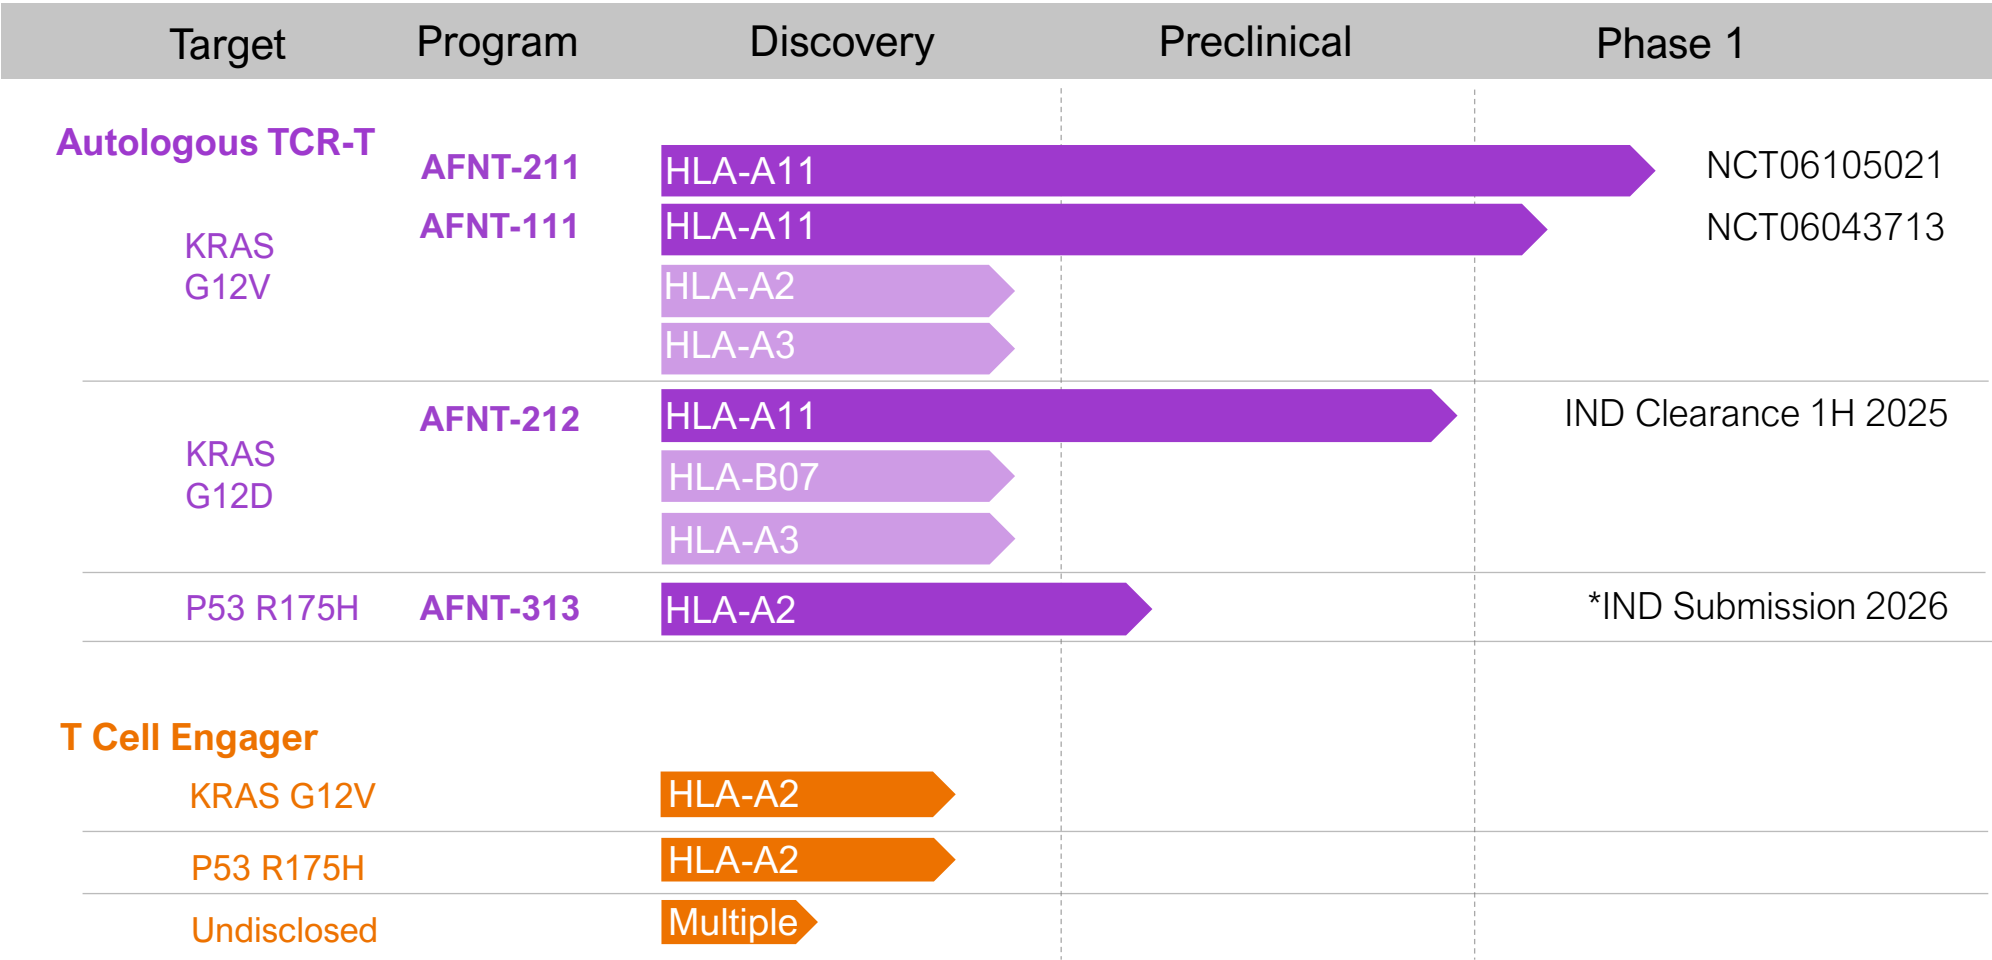 Target Program Discovery Preclinical Phase 1
Autologous TCR-T
AFNT-211 HLA-A11 NCT06105021
AFNT-111 HLA-A11 NCT06043713
KRAS
G12V
HLA-A2
HLA-A3
AFNT-212 HLA-A11 IND Clearance 1H 2025
KRAS
G12D
HLA-B07
HLA-A3
P53 R175H AFNT-313 HLA-A2 *IND Submission 2026
T Cell Engager
KRAS G12V HLA-A2
P53 R175H HLA-A2
Undisclosed Multiple